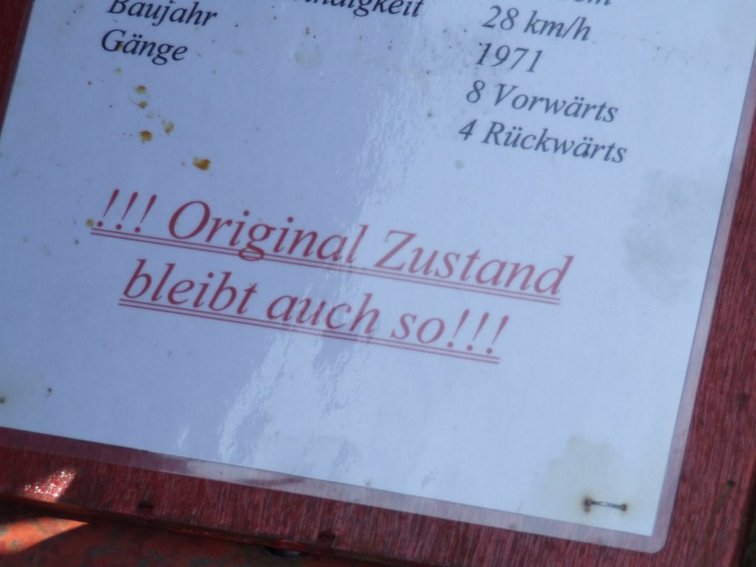 28 km/h
Baujahr 1971
Gänge 8 Vorwärts
4 Rückwärts
!!! Original Zustand
bleibt auch so!!!